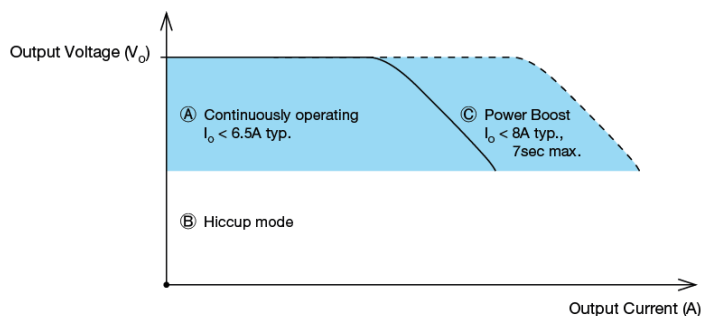 Output Voltage (Vo)
Ⓐ Continuously operating
Io < 6.5A typ.
Ⓒ Power Boost
Io < 8A typ.,
7sec max.
Ⓑ Hiccup mode
Output Current (A)